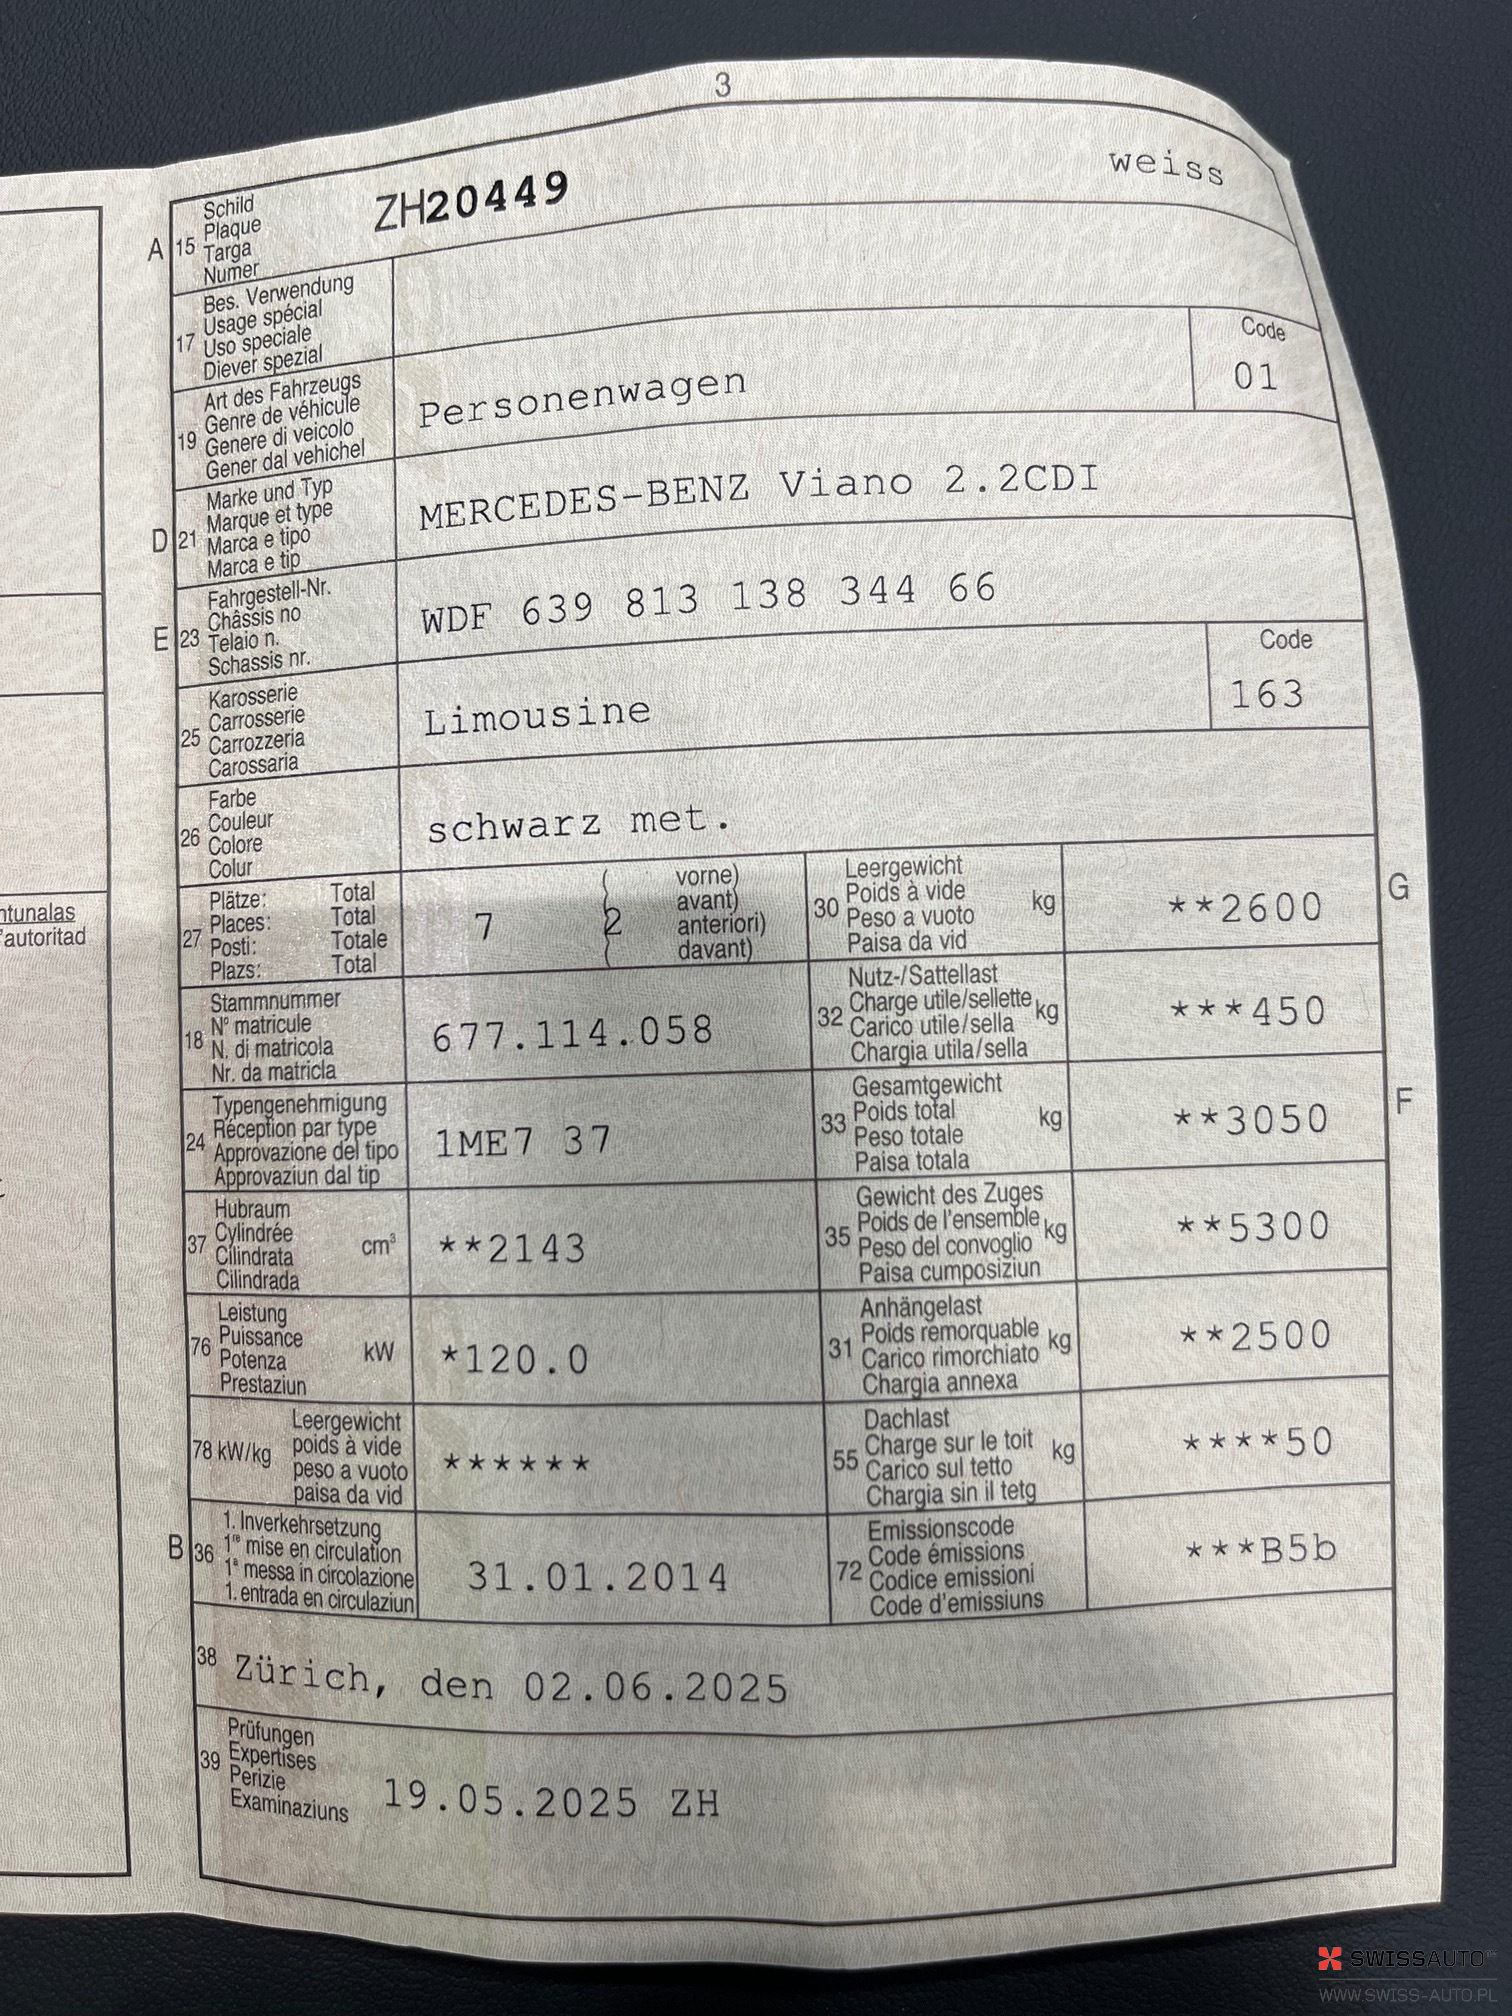 3
A 15 Schild
Plaque
Targa
Numer
ZH20449
weiss
17 Bes. Verwendung
Usage spécial
Uso speciale
Diever spezial
19 Art des Fahrzeugs
Genre de véhicule
Genere di veicolo
Gener dal vehichel
Personenwagen
Code
01
D 21 Marke und Typ
Marque et type
Marca e tipo
Marca e tip
MERCEDES-BENZ Viano 2.2CDI
E 23 Fahrgestell-Nr.
Châssis no
Telaio n.
Schassis nr.
WDF 639 813 138 344 66
25 Karosserie
Carrosserie
Carrozzeria
Carossaria
Limousine
Code
163
26 Farbe
Couleur
Colore
Colur
schwarz met.
27 Plätze: Total
Places: Total
Posti: Totale
Plazs: Total
7 ( 2 vorne)
avant)
anteriori)
davant)
30 Leergewicht
Poids à vide kg
Peso a vuoto
Paisa da vid
**2600
G
ntunalas
'autoritad
18 Stammnummer
N° matricule
N. di matricola
Nr. da matricla
677.114.058
32 Nutz-/Sattellast
Charge utile/sellette kg
Carico utile/sella
Chargia utila/sella
***450
24 Typengenehmigung
Réception par type
Approvazione del tipo
Approvaziun dal tip
1ME7 37
33 Gesamtgewicht
Poids total kg
Peso totale
Paisa totala
**3050
F
37 Hubraum
Cylindrée
Cilindrata cm³
Cilindrada
**2143
35 Gewicht des Zuges
Poids de l'ensemble kg
Peso del convoglio
Paisa cumposiziun
**5300
76 Leistung
Puissance
Potenza kW
Prestaziun
*120.0
31 Anhängelast
Poids remorquable kg
Carico rimorchiato
Chargia annexa
**2500
78 kW/kg Leergewicht
poids à vide
peso a vuoto
paisa da vid
******
55 Dachlast
Charge sur le toit kg
Carico sul tetto
Chargia sin il tetg
****50
B 36 1. Inverkehrsetzung
1re mise en circulation
1a messa in circolazione
1. entrada en circulaziun
31.01.2014
72 Emissionscode
Code émissions
Codice emissioni
Code d'emissiuns
***B5b
38 Zürich, den 02.06.2025
39 Prüfungen
Expertises
Perizie
Examinaziuns
19.05.2025 ZH
SWISSAUTO
WWW.SWISS-AUTO.PL